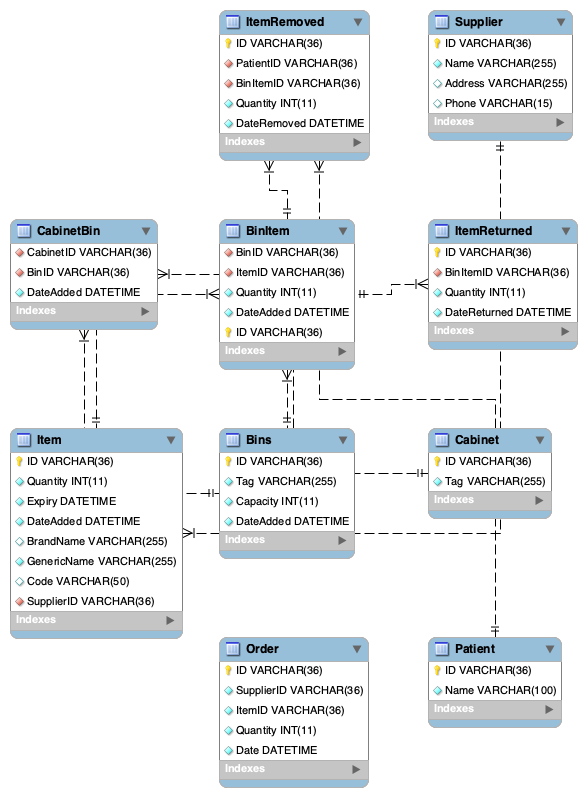 ItemRemoved
ID VARCHAR(36)
PatientID VARCHAR(36)
BinItemID VARCHAR(36)
Quantity INT(11)
DateRemoved DATETIME
Indexes
Supplier
ID VARCHAR(36)
Name VARCHAR(255)
Address VARCHAR(255)
Phone VARCHAR(15)
Indexes
CabinetBin
CabinetID VARCHAR(36)
BinID VARCHAR(36)
DateAdded DATETIME
Indexes
BinItem
BinID VARCHAR(36)
ItemID VARCHAR(36)
Quantity INT(11)
DateAdded DATETIME
ID VARCHAR(36)
Indexes
ItemReturned
ID VARCHAR(36)
BinItemID VARCHAR(36)
Quantity INT(11)
DateReturned DATETIME
Indexes
Item
ID VARCHAR(36)
Quantity INT(11)
Expiry DATETIME
DateAdded DATETIME
BrandName VARCHAR(255)
GenericName VARCHAR(255)
Code VARCHAR(50)
SupplierID VARCHAR(36)
Indexes
Bins
ID VARCHAR(36)
Tag VARCHAR(255)
Capacity INT(11)
DateAdded DATETIME
Indexes
Cabinet
ID VARCHAR(36)
Tag VARCHAR(255)
Indexes
Order
ID VARCHAR(36)
SupplierID VARCHAR(36)
ItemID VARCHAR(36)
Quantity INT(11)
Date DATETIME
Indexes
Patient
ID VARCHAR(36)
Name VARCHAR(100)
Indexes